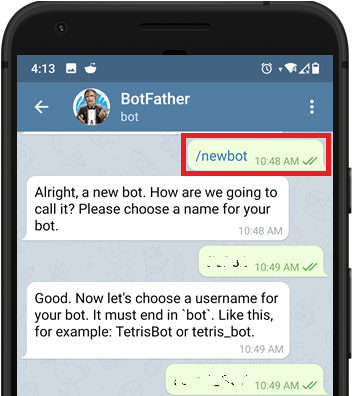 4:13
BotFather
bot
/newbot 10:48 AM
Alright, a new bot. How are we going to
call it? Please choose a name for your
bot.
10:48 AM
10:49 AM
Good. Now let's choose a username for
your bot. It must end in `bot`. Like this,
for example: TetrisBot or tetris_bot.
10:49 AM
10:49 AM